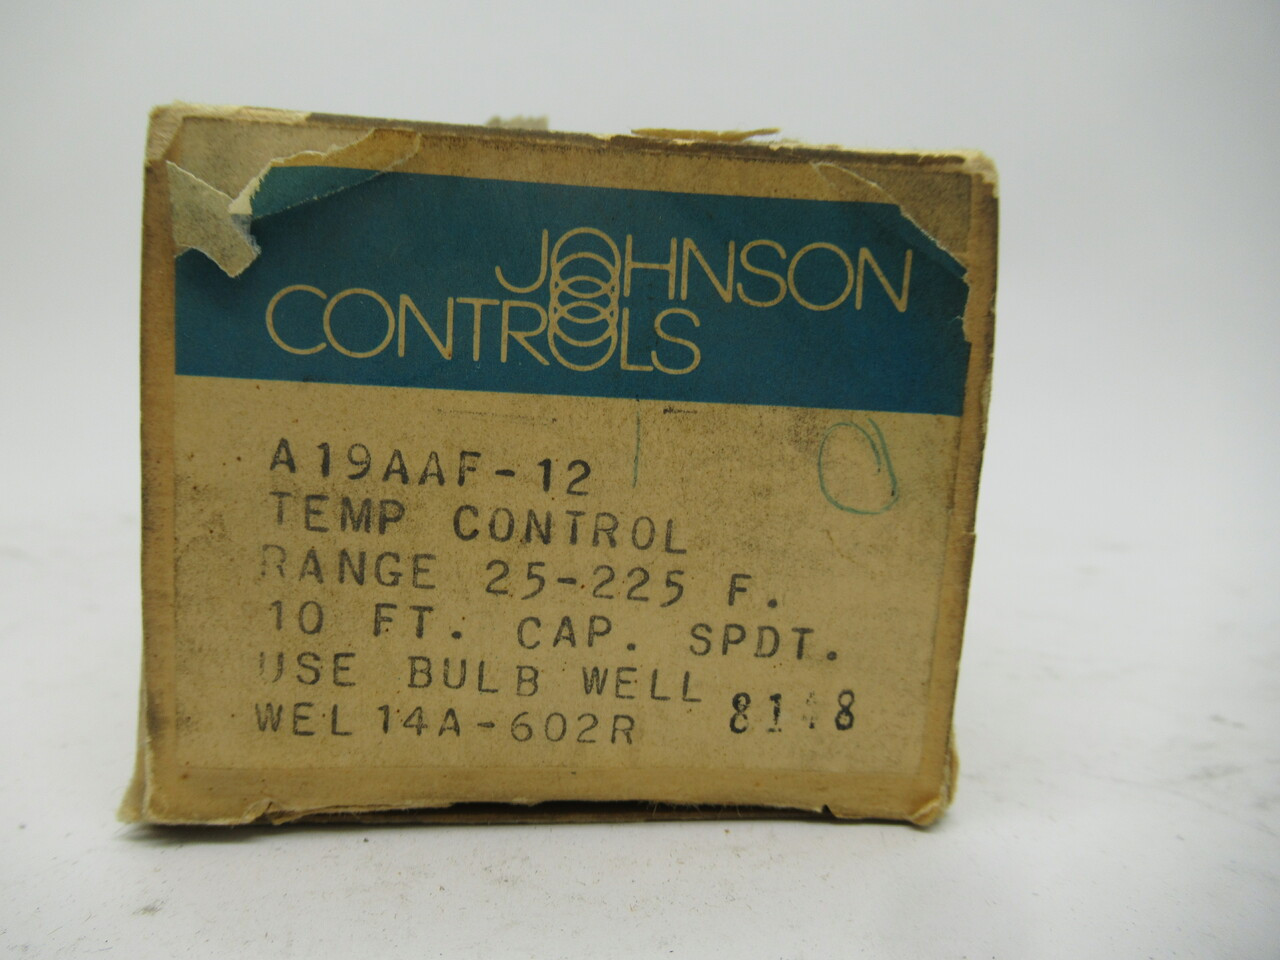 JOHNSON
CONTROLS
A19AAF-12
TEMP CONTROL
RANGE 25-225 F.
10 FT. CAP. SPDT.
USE BULB WELL
WEL 14A-602R